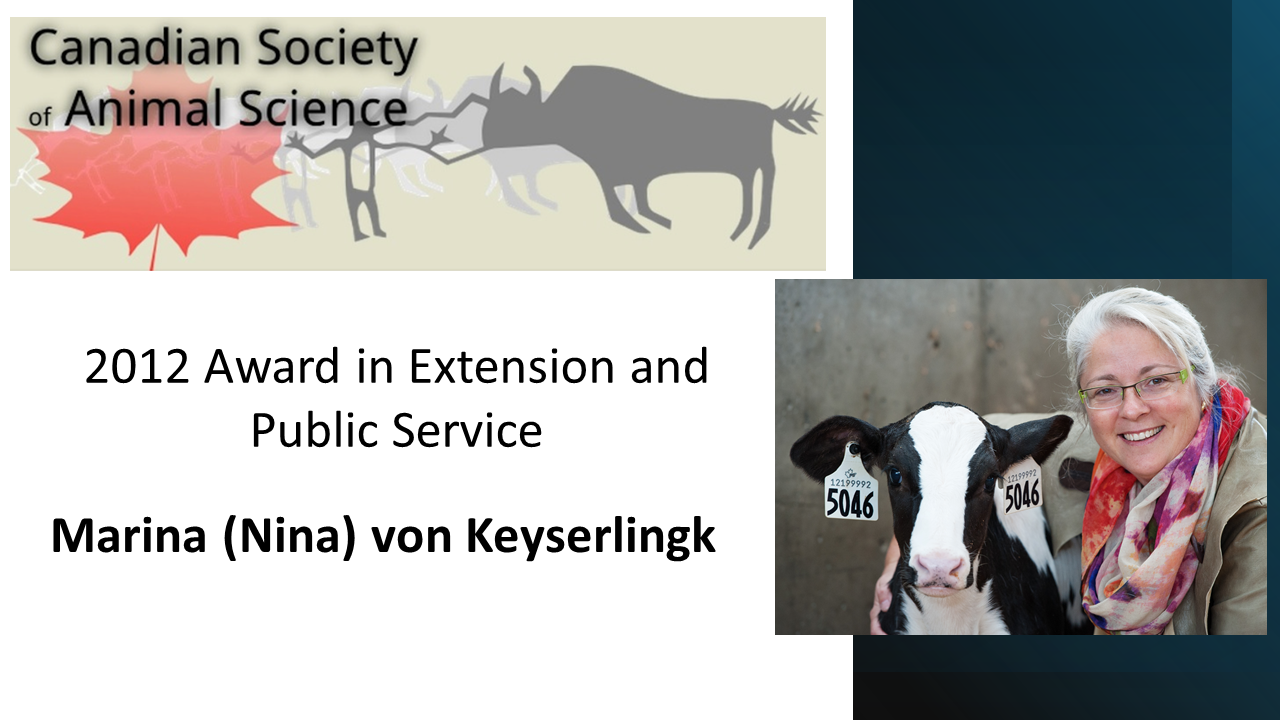 Canadian Society
of Animal Science
2012 Award in Extension and
Public Service
Marina (Nina) von Keyserlingk
12199992
5046
12199992
5046